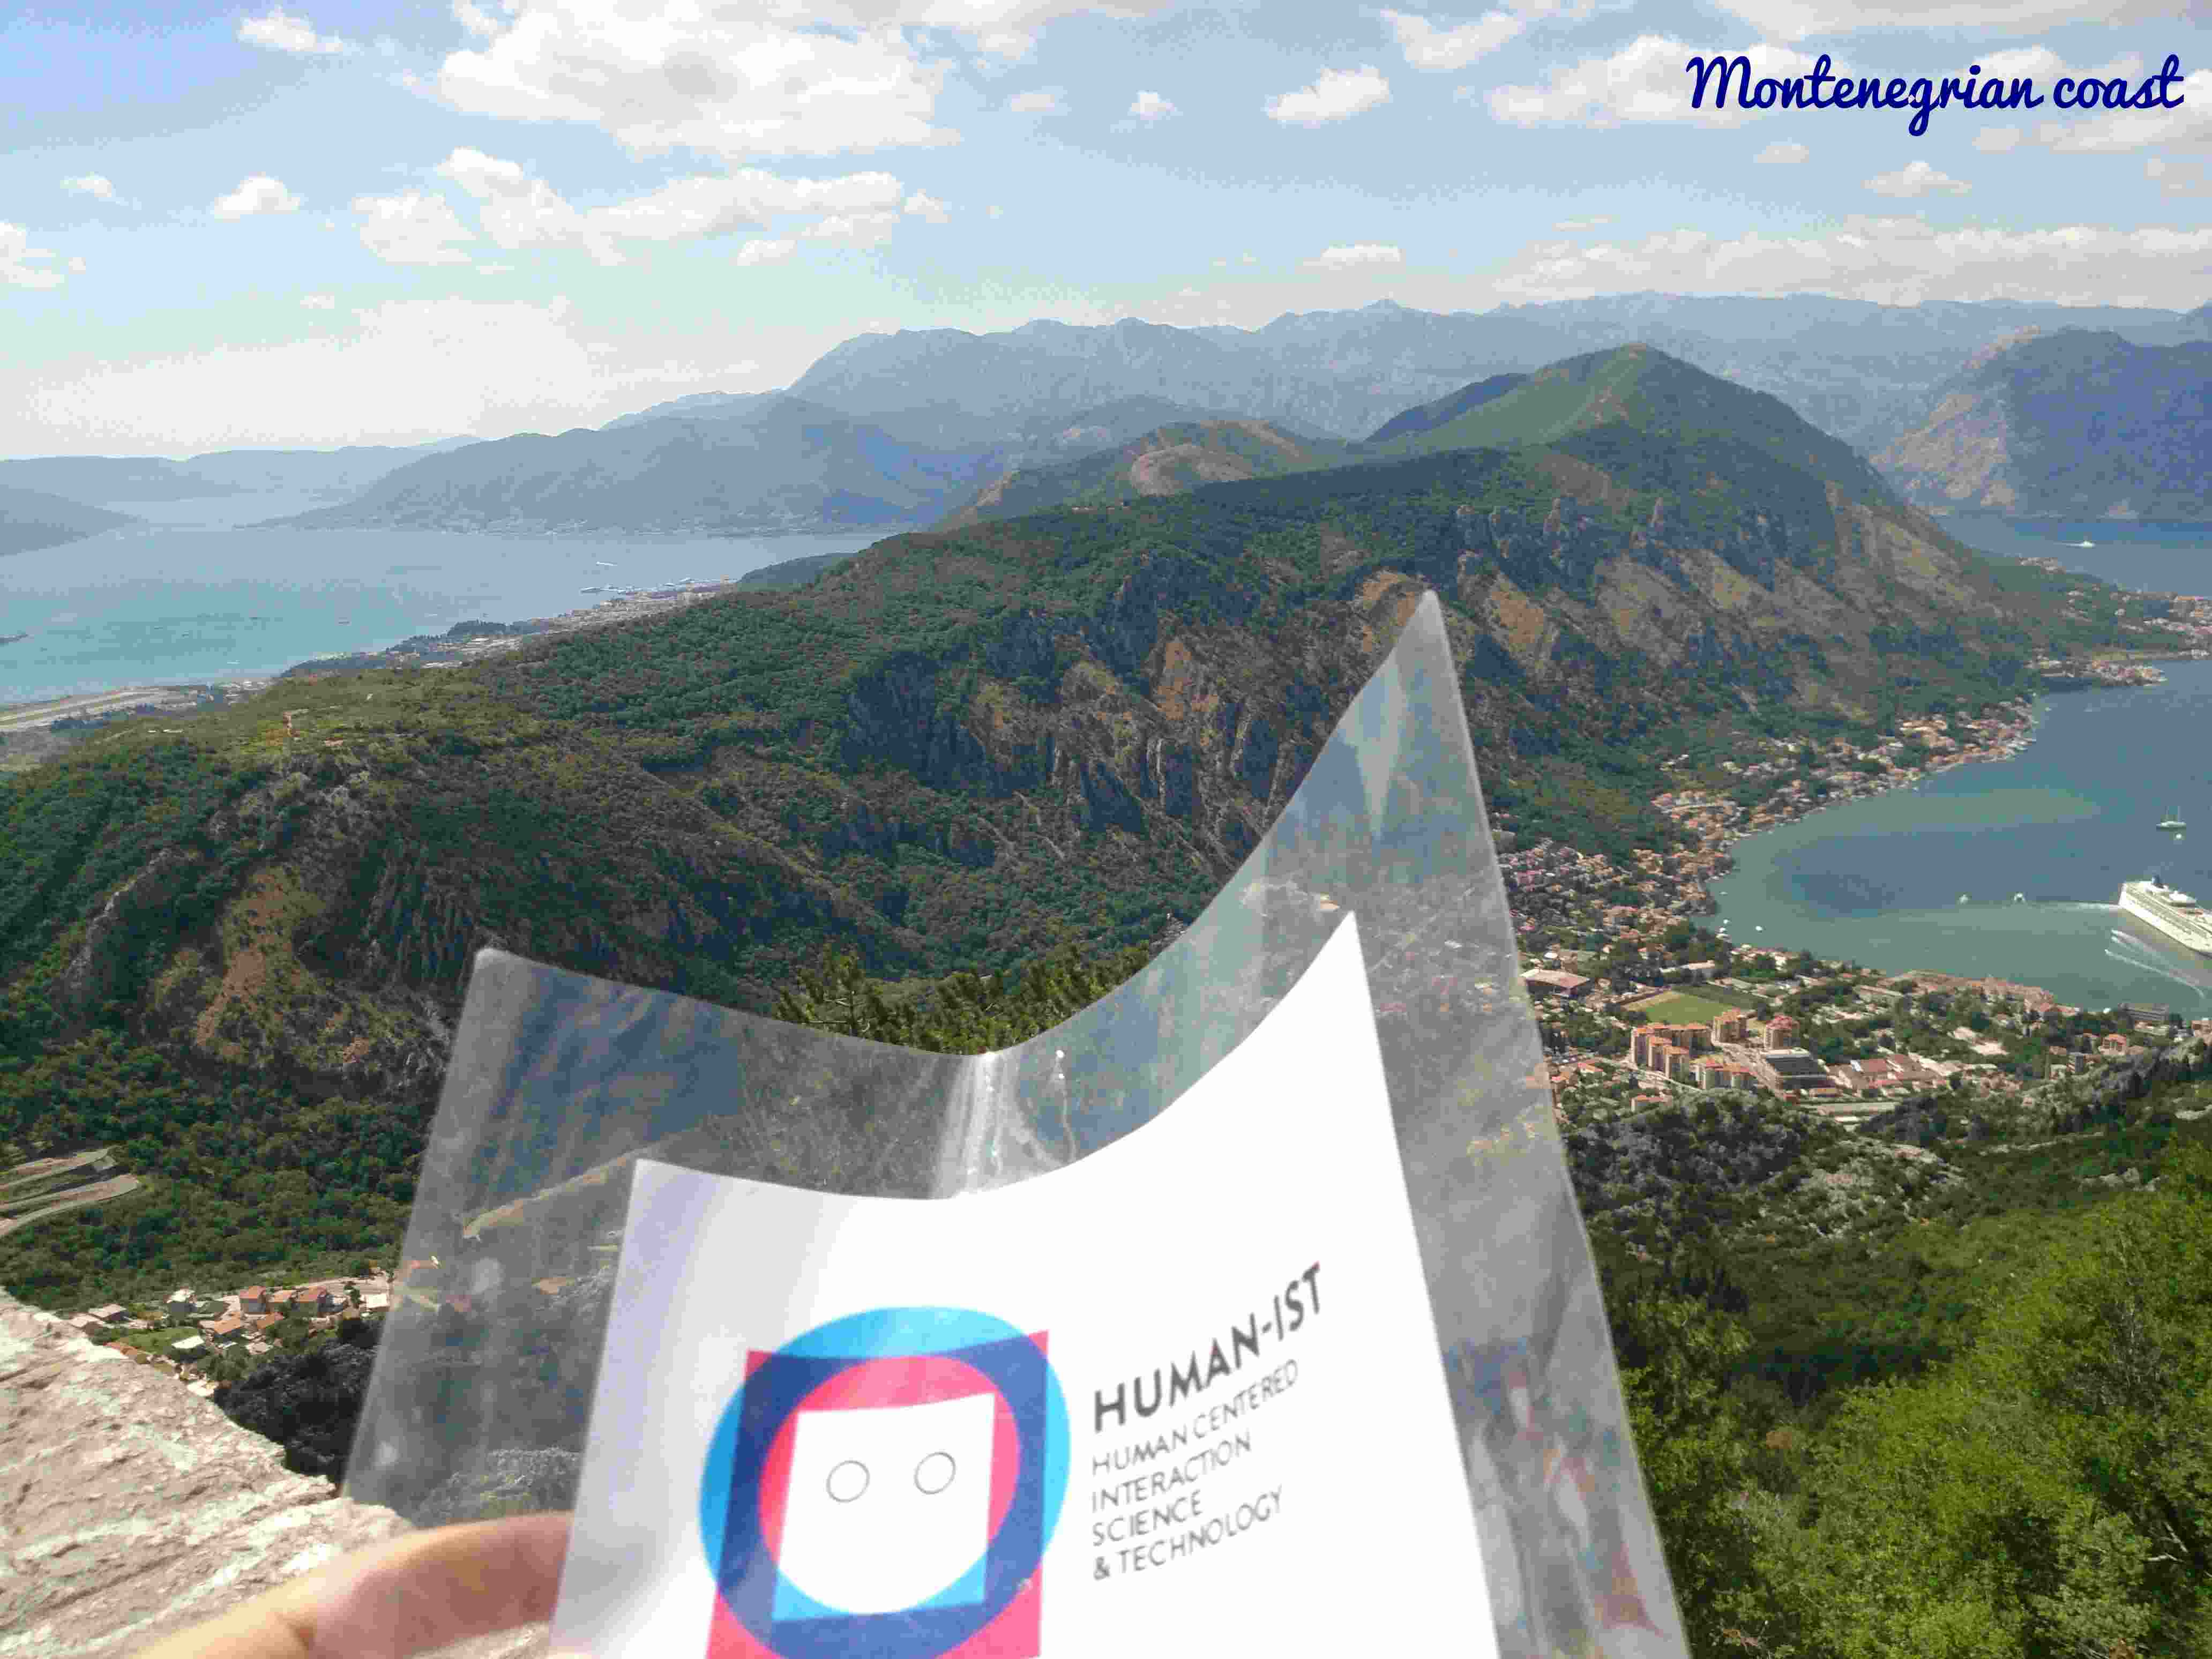 Montenegrian coast
HUMAN-IST
HUMAN CENTERED
INTERACTION
SCIENCE
& TECHNOLOGY